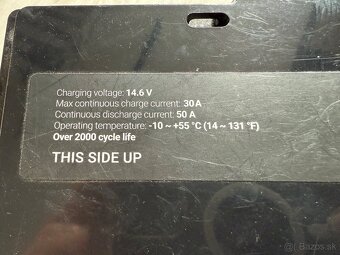 Charging voltage: 14.6 V
Max continuous charge current: 30 A
Continuous discharge current: 50 A
Operating temperature: -10 ~ +55 °C (14 ~ 131 °F)
Over 2000 cycle life
THIS SIDE UP
Bazos.sk